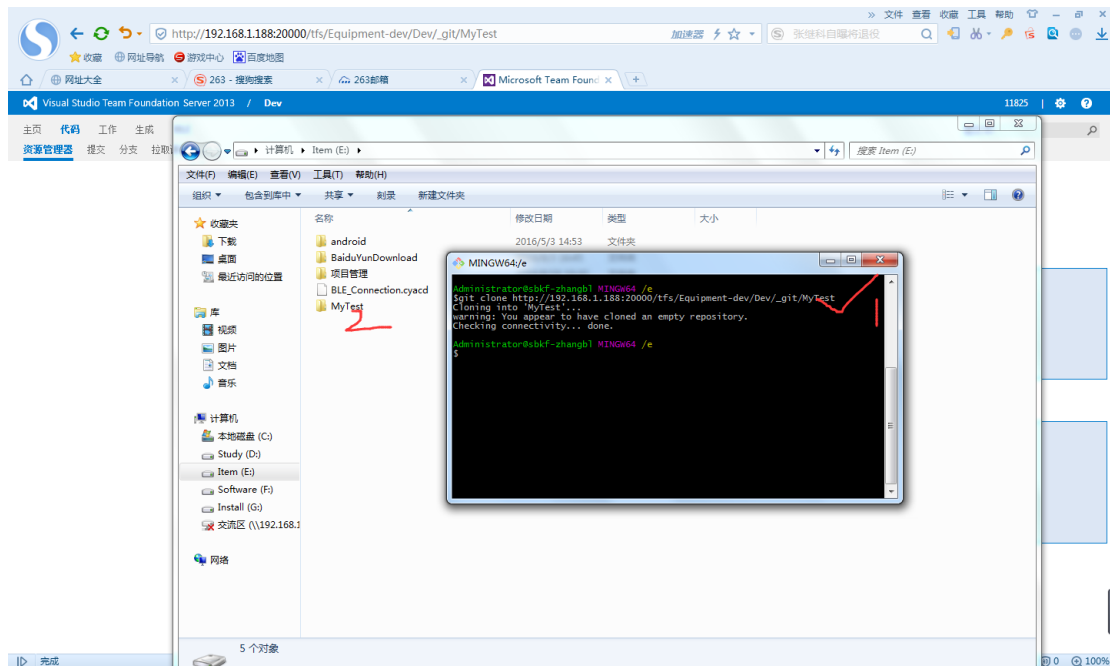 » 文件 查看 收藏 工具 帮助
http://192.168.1.188:20000/tfs/Equipment-dev/Dev/_git/MyTest
加速器
张继科自曝将退役
收藏 网址导航 游戏中心 百度地图
网址大全
263 - 搜狗搜索
263邮箱
Microsoft Team Found
Visual Studio Team Foundation Server 2013 / Dev
11825
主页 代码 工作 生成
资源管理器 提交 分支
计算机 Item (E:)
搜索 Item (E:)
文件(F) 编辑(E) 查看(V) 工具(T) 帮助(H)
组织 包含到库中 共享 刻录 新建文件夹
名称 修改日期 类型 大小
收藏夹
下载
桌面
最近访问的位置
库
视频
图片
文档
音乐
计算机
本地磁盘 (C:)
Study (D:)
Item (E:)
Software (F:)
Install (G:)
交流区 (\\192.168.1
网络
android 2016/5/3 14:53 文件夹
BaiduYunDownload
项目管理
BLE_Connection.cyacd
MyTest
2
MINGW64:/e
Administrator@sbkf-zhangbl MINGW64 /e
$git clone http://192.168.1.188:20000/tfs/Equipment-dev/Dev/_git/MyTest
Cloning into 'MyTest'...
warning: You appear to have cloned an empty repository.
Checking connectivity... done.
Administrator@sbkf-zhangbl MINGW64 /e
$
1
5 个对象
完成
0 100%